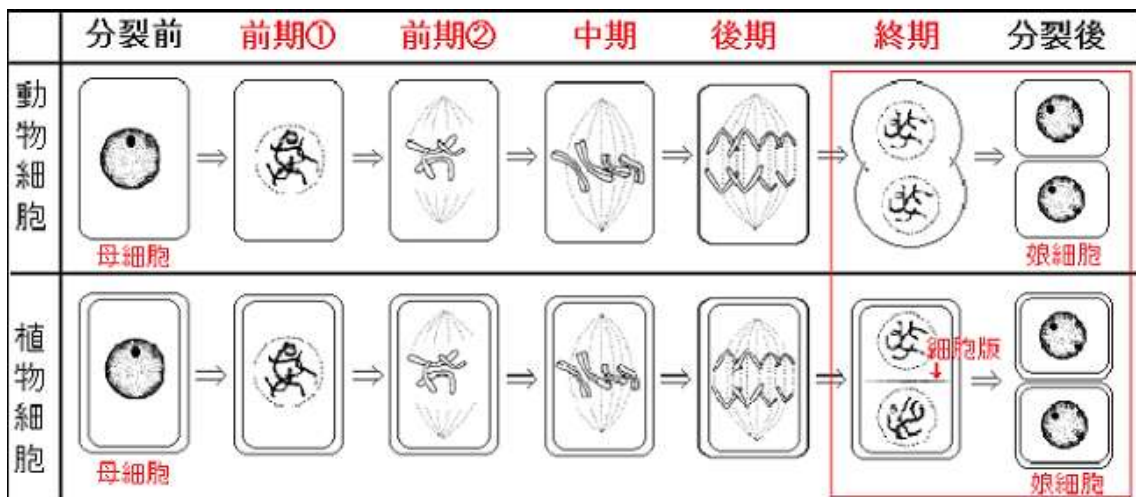 分裂前 前期① 前期② 中期 後期 終期 分裂後
動物細胞
母細胞
娘細胞
植物細胞
細胞版
母細胞
娘細胞